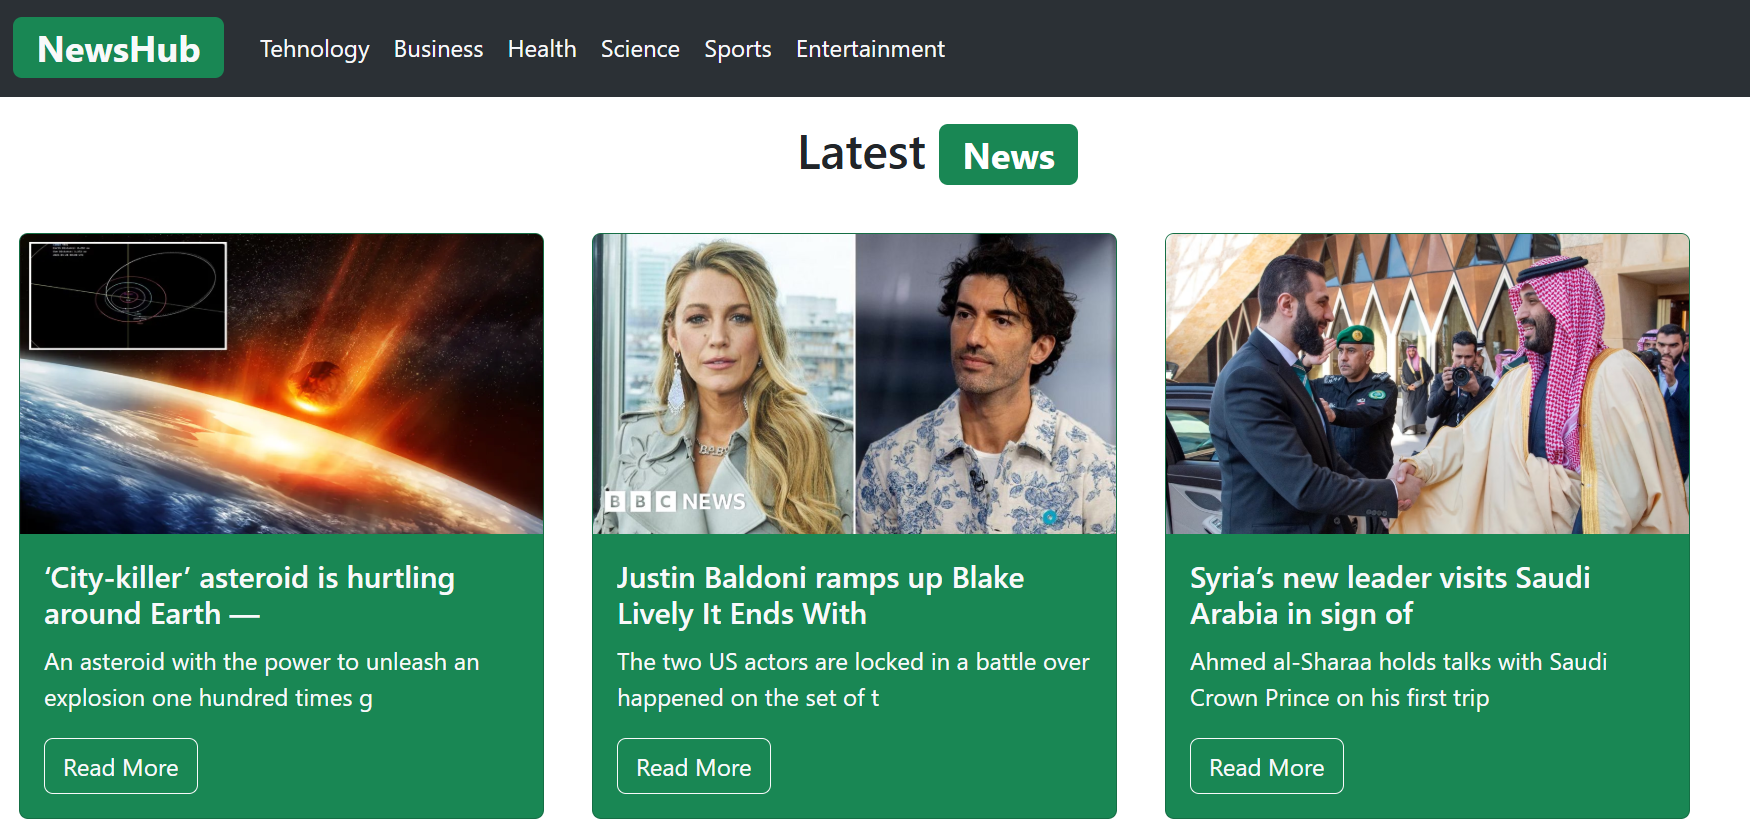 NewsHub Tehnology Business Health Science Sports Entertainment
Latest News
BBC NEWS
‘City-killer’ asteroid is hurtling
around Earth —
An asteroid with the power to unleash an
explosion one hundred times g
Read More
Justin Baldoni ramps up Blake
Lively It Ends With
The two US actors are locked in a battle over
happened on the set of t
Read More
Syria’s new leader visits Saudi
Arabia in sign of
Ahmed al-Sharaa holds talks with Saudi
Crown Prince on his first trip
Read More